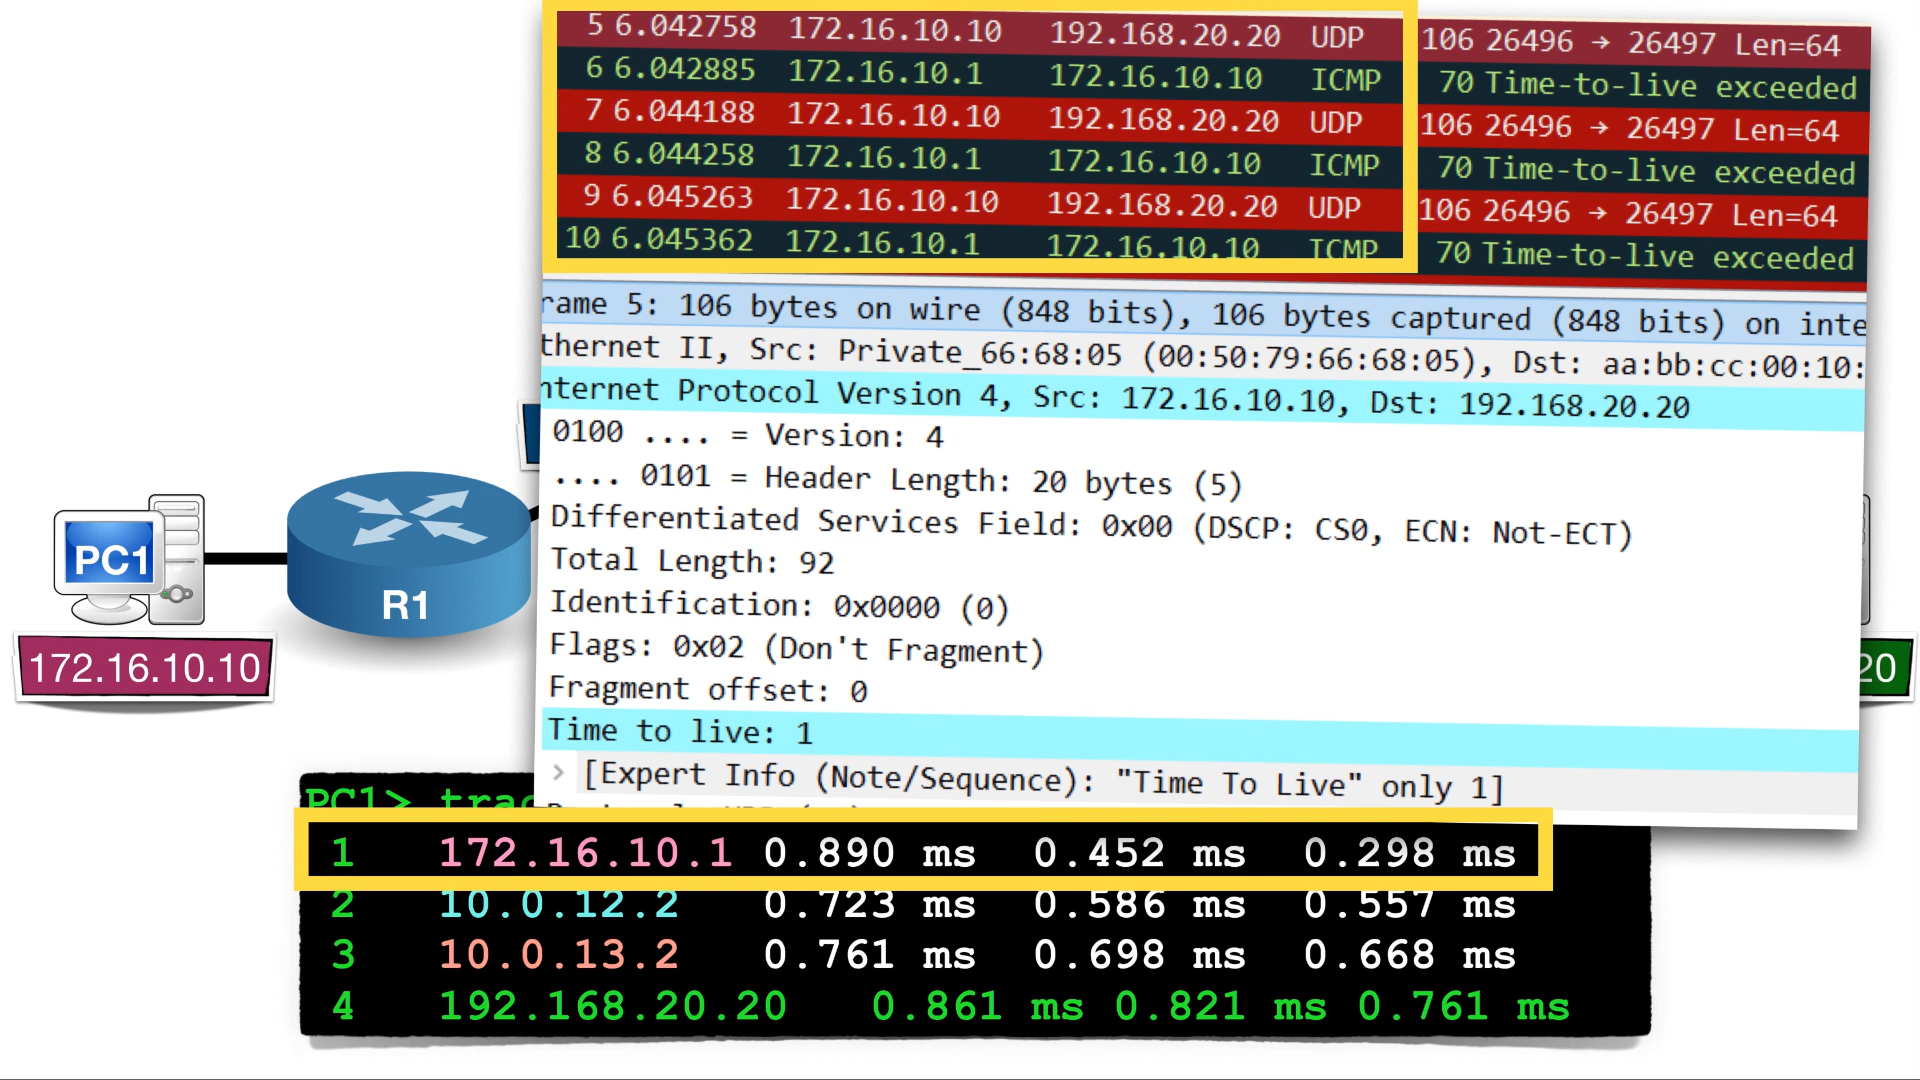 5 6.042758 172.16.10.10 192.168.20.20 UDP 106 26496 → 26497 Len=64
6 6.042885 172.16.10.1 172.16.10.10 ICMP 70 Time-to-live exceeded
7 6.044188 172.16.10.10 192.168.20.20 UDP 106 26496 → 26497 Len=64
8 6.044258 172.16.10.1 172.16.10.10 ICMP 70 Time-to-live exceeded
9 6.045263 172.16.10.10 192.168.20.20 UDP 106 26496 → 26497 Len=64
10 6.045362 172.16.10.1 172.16.10.10 ICMP 70 Time-to-live exceeded
rame 5: 106 bytes on wire (848 bits), 106 bytes captured (848 bits) on inte
thernet II, Src: Private_66:68:05 (00:50:79:66:68:05), Dst: aa:bb:cc:00:10:
nternet Protocol Version 4, Src: 172.16.10.10, Dst: 192.168.20.20
0100 .... = Version: 4
.... 0101 = Header Length: 20 bytes (5)
Differentiated Services Field: 0x00 (DSCP: CS0, ECN: Not-ECT)
Total Length: 92
Identification: 0x0000 (0)
Flags: 0x02 (Don't Fragment)
Fragment offset: 0
Time to live: 1
[Expert Info (Note/Sequence): "Time To Live" only 1]
PC1
R1
172.16.10.10
20
PC1> trac
1 172.16.10.1 0.890 ms 0.452 ms 0.298 ms
2 10.0.12.2 0.723 ms 0.586 ms 0.557 ms
3 10.0.13.2 0.761 ms 0.698 ms 0.668 ms
4 192.168.20.20 0.861 ms 0.821 ms 0.761 ms